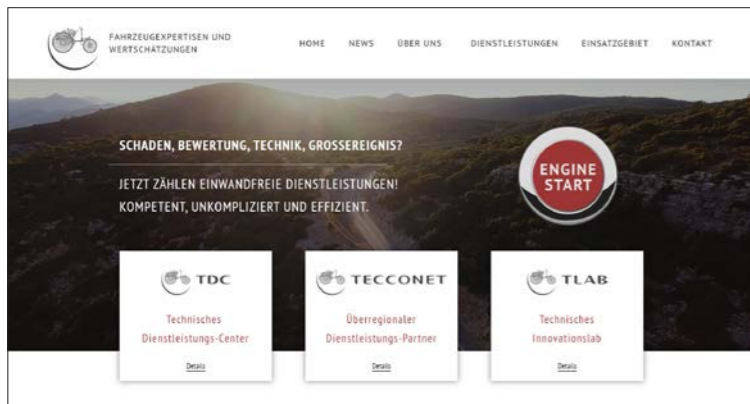 FAHRZEUGEXPERTISEN UND
WERTSCHÄTZUNGEN
HOME NEWS ÜBER UNS DIENSTLEISTUNGEN EINSATZGEBIET KONTAKT
SCHADEN, BEWERTUNG, TECHNIK, GROSSEREIGNIS?
JETZT ZÄHLEN EINWANDFREIE DIENSTLEISTUNGEN!
KOMPETENT, UNKOMPLIZIERT UND EFFIZIENT.
ENGINE
START
TDC
Technisches
Dienstleistungs-Center
Details
TECCONET
Überregionaler
Dienstleistungs-Partner
Details
TLAB
Technisches
Innovationslab
Details